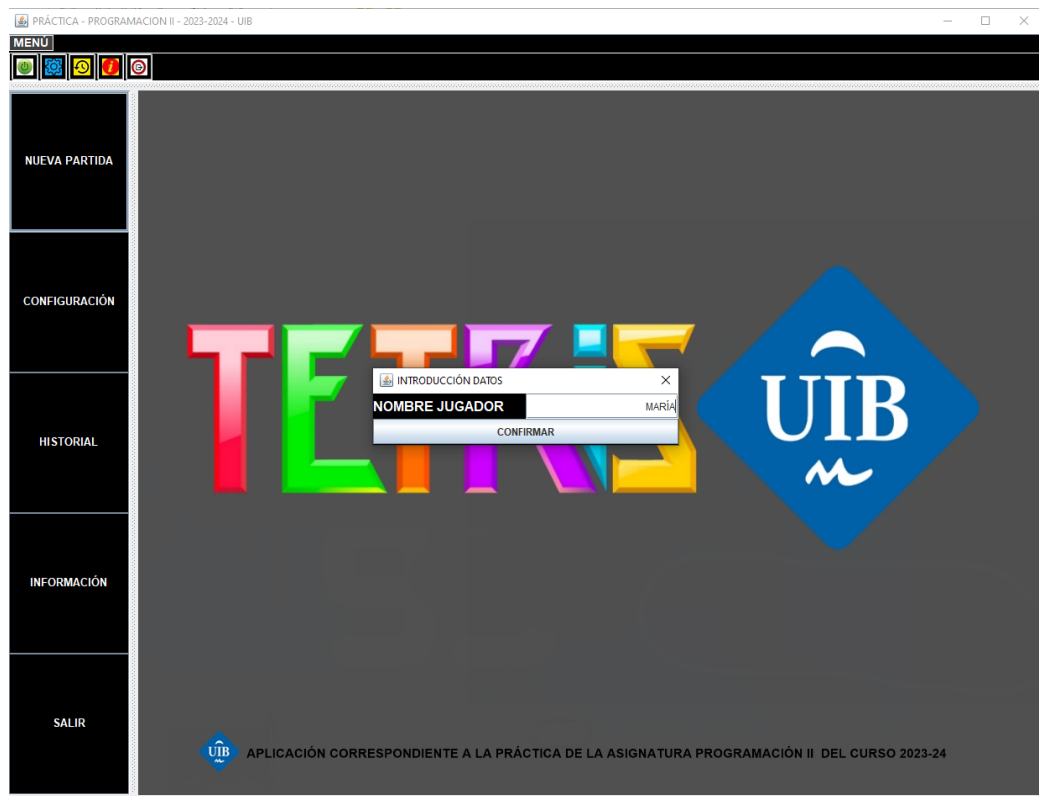 PRÁCTICA - PROGRAMACION II - 2023-2024 - UIB
MENÚ
NUEVA PARTIDA
CONFIGURACIÓN
HISTORIAL
INFORMACIÓN
SALIR
TETRiS
UIB
INTRODUCCIÓN DATOS
NOMBRE JUGADOR MARÍA
CONFIRMAR
UIB APLICACIÓN CORRESPONDIENTE A LA PRÁCTICA DE LA ASIGNATURA PROGRAMACIÓN II DEL CURSO 2023-24